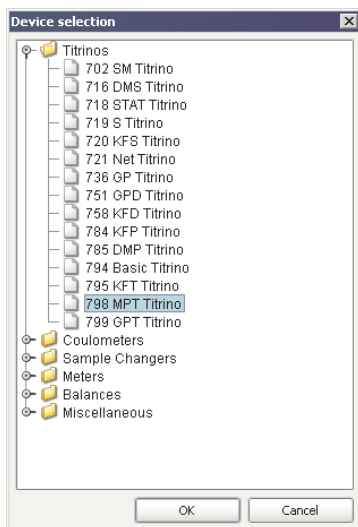 Device selection
Titrinos
702 SM Titrino
716 DMS Titrino
718 STAT Titrino
719 S Titrino
720 KFS Titrino
721 Net Titrino
736 GP Titrino
751 GPD Titrino
758 KFD Titrino
784 KFP Titrino
785 DMP Titrino
794 Basic Titrino
795 KFT Titrino
798 MPT Titrino
799 GPT Titrino
Coulometers
Sample Changers
Meters
Balances
Miscellaneous
OK Cancel